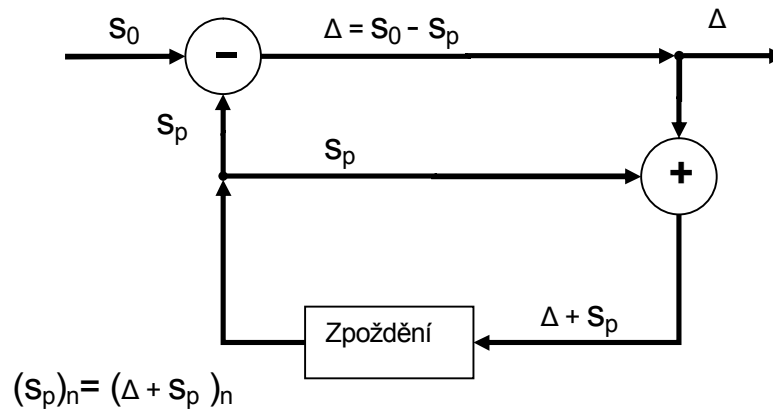 s₀
Δ = s₀ - sₚ
Δ
-
sₚ
sₚ
+
Zpoždění
Δ + sₚ
(sₚ)ₙ= (Δ + sₚ )ₙ